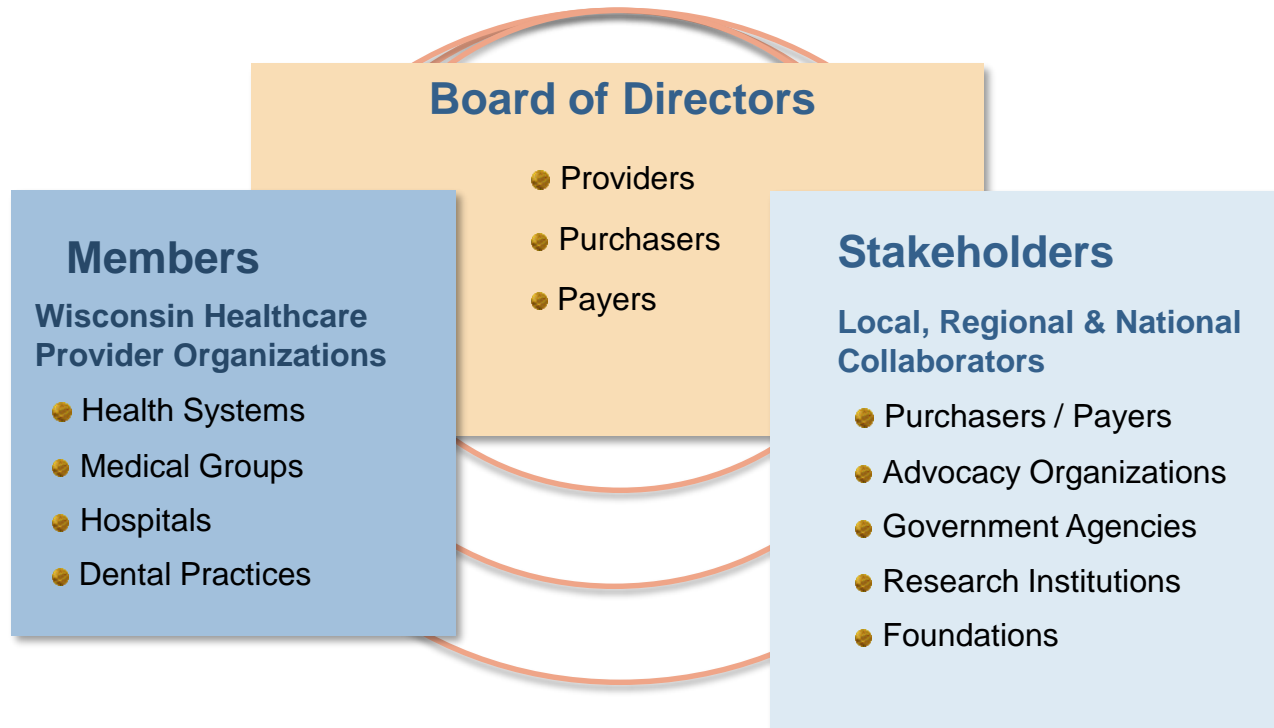 Board of Directors
Providers
Purchasers
Payers
Members
Wisconsin Healthcare
Provider Organizations
Health Systems
Medical Groups
Hospitals
Dental Practices
Stakeholders
Local, Regional & National
Collaborators
Purchasers / Payers
Advocacy Organizations
Government Agencies
Research Institutions
Foundations